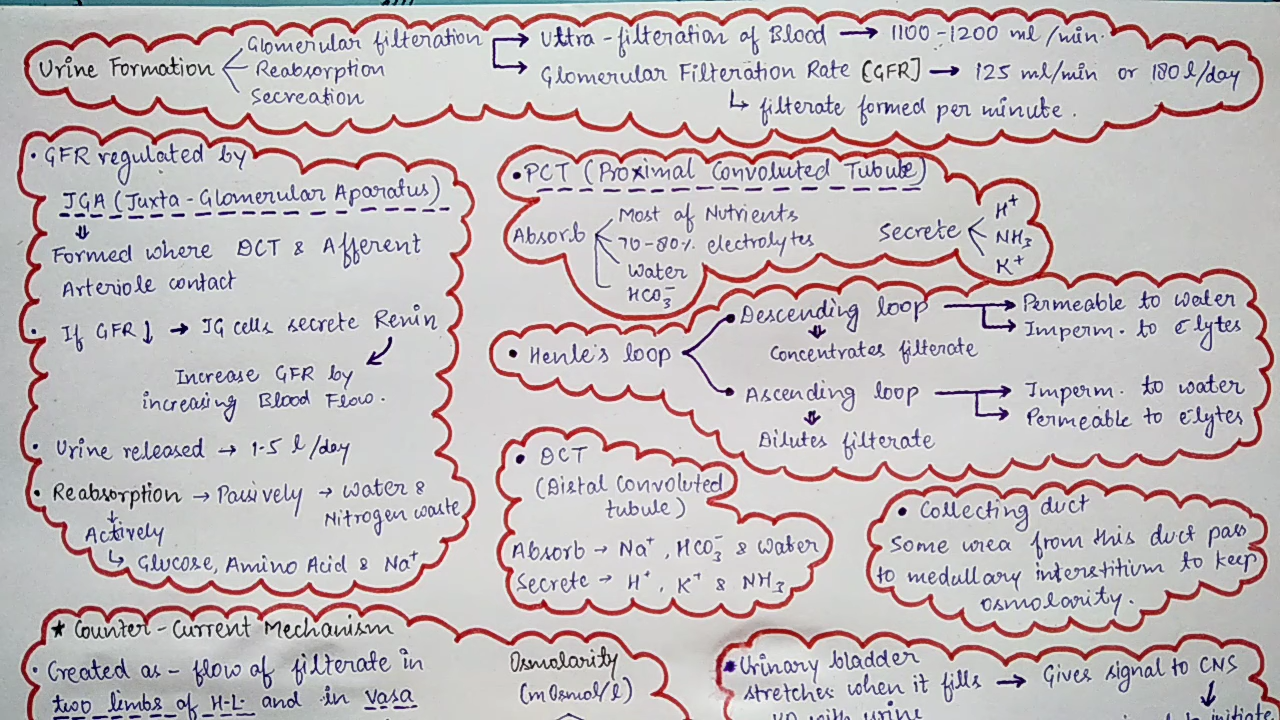 Urine Formation
Glomerular filteration
Reabsorption
Secreation
Ultra-filteration of Blood → 1100-1200 ml/min.
Glomerular Filteration Rate [GFR] → 125 ml/min or 180 l/day
↳ filterate formed per minute.
• GFR regulated by
JGA (Juxta-Glomerular Aparatus)
⇓
Formed where DCT & Afferent
Arteriole contact
• If GFR↓ → JG cells secrete Renin
Increase GFR by
increasing Blood Flow.
• Urine released → 1.5 l/day
• Reabsorption → Passively → Water &
Nitrogen waste
↓
Actively
↳ Glucose, Amino Acid & Na⁺
• PCT (Proximal Convoluted Tubule)
Absorb
Most of Nutrients
70-80% electrolytes
Water
HCO₃⁻
Secrete
H⁺
NH₃
K⁺
• Henle's loop
• Descending loop → Permeable to water
→ Imperm. to e⁻lytes
⇓
Concentrates filterate
• Ascending loop → Imperm. to water
→ Permeable to e⁻lytes
⇓
Dilutes filterate
• DCT
(Distal convoluted
tubule)
Absorb → Na⁺, HCO₃⁻ & Water
Secrete → H⁺, K⁺ & NH₃
• Collecting duct
Some urea from this duct pass
to medullary interstitium to keep
osmolarity.
★ Counter-Current Mechanism
• Created as - flow of filterate in
two limbs of H.L. and in vasa
Osmolarity
(mOsmol/l)
• Urinary bladder
stretches when it fills → Gives signal to CNS
↓
up with urine
initiate